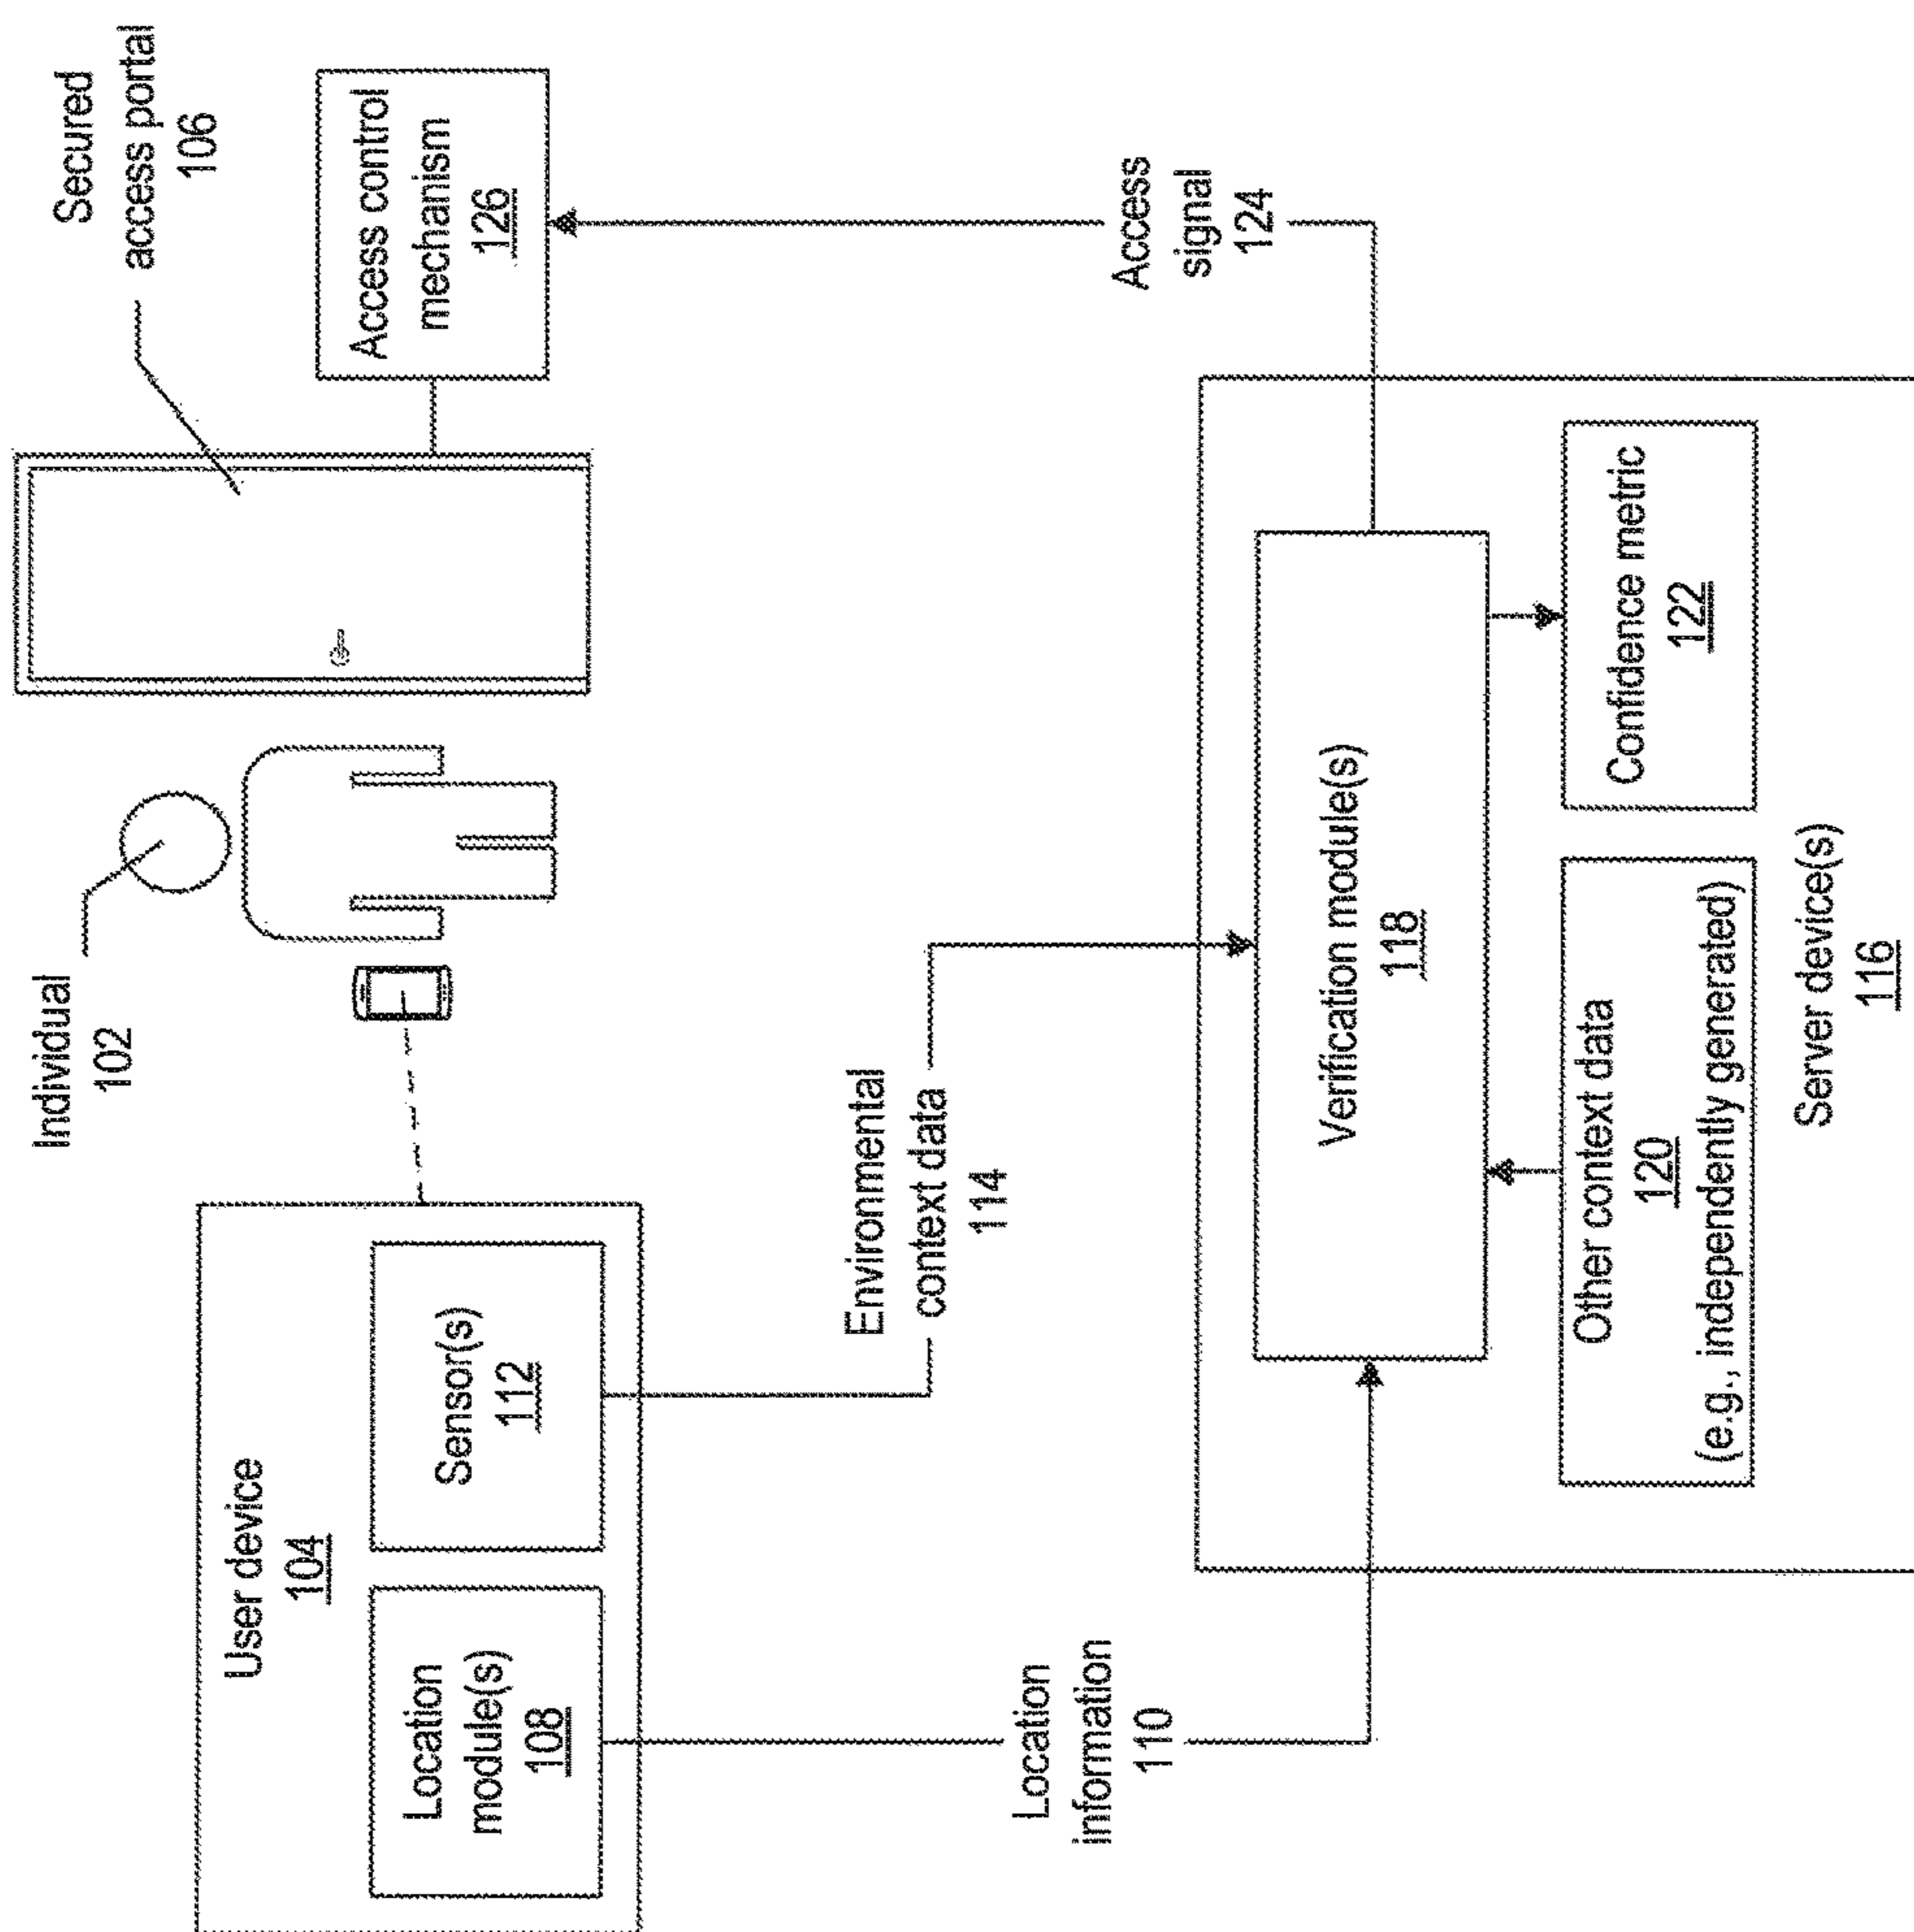 Individual
102
Secured
access portal
106
User device
104
Location
module(s)
108
Sensor(s)
112
Access control
mechanism
126
Environmental
context data
114
Location
information
110
Access
signal
124
Verification module(s)
118
Other context data
120
(e.g., independently generated)
Confidence metric
122
Server device(s)
116